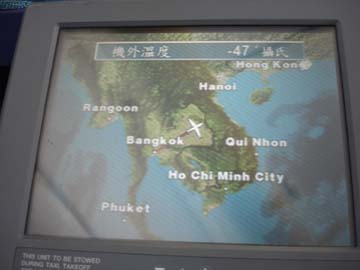 機外溫度 -47° 攝氏
Hong Kong
Hanoi
Rangoon
Bangkok
Qui Nhon
Ho Chi Minh City
Phuket
THIS UNIT TO BE STOWED
DURING TAXI, TAKEOFF